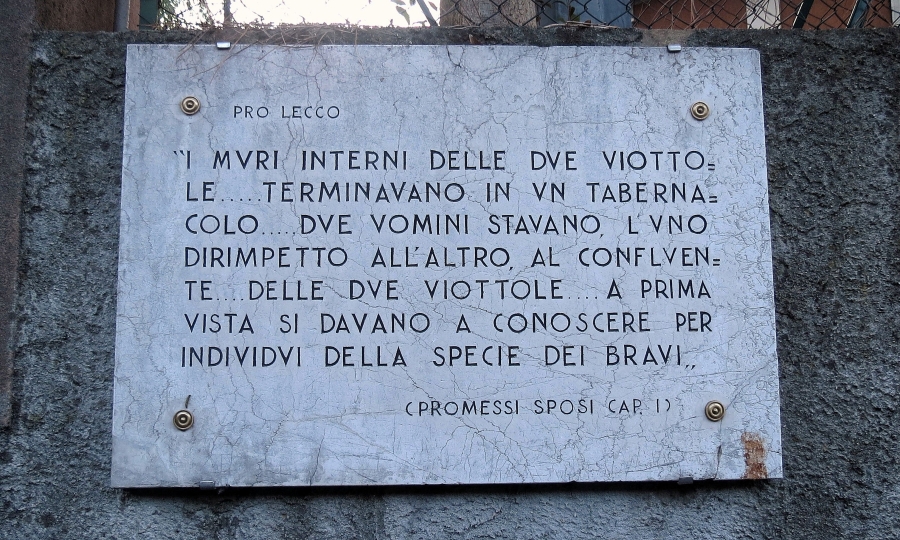 PRO LECCO
"I MVRI INTERNI DELLE DVE VIOTTO=
LE.....TERMINAVANO IN VN TABERNA=
COLO.....DVE VOMINI STAVANO, L'VNO
DIRIMPETTO ALL'ALTRO, AL CONFLVEN=
TE....DELLE DVE VIOTTOLE....A PRIMA
VISTA SI DAVANO A CONOSCERE PER
INDIVIDVI DELLA SPECIE DEI BRAVI„
(PROMESSI SPOSI CAP. I)